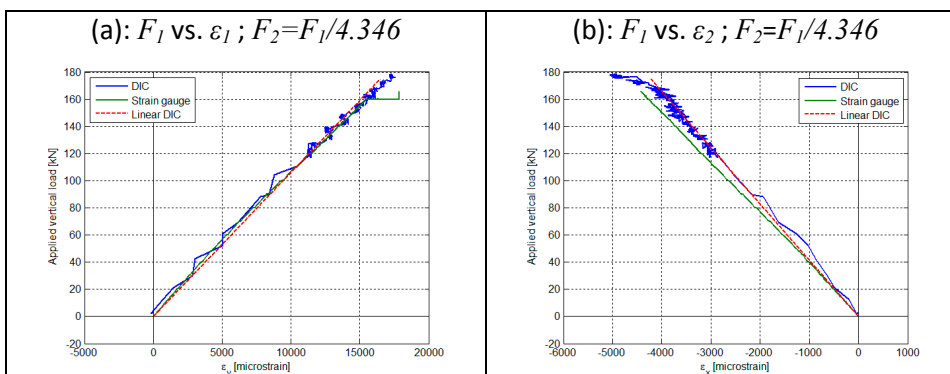 (a): F₁ vs. ε₁ ; F₂=F₁/4.346
180
160
140
120
100
80
60
40
20
0
-20
Applied vertical load [kN]
DIC
Strain gauge
Linear DIC
-5000 0 5000 10000 15000 20000
εy [microstrain]
(b): F₁ vs. ε₂ ; F₂=F₁/4.346
180
160
140
120
100
80
60
40
20
0
-20
Applied vertical load [kN]
DIC
Strain gauge
Linear DIC
-6000 -5000 -4000 -3000 -2000 -1000 0 1000
εx [microstrain]